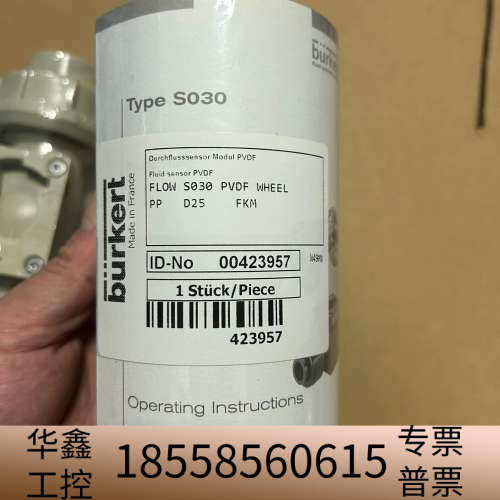 bürkert
Type S030
Durchflusssensor Modul PVDF
Fluid sensor PVDF
FLOW S030 PVDF WHEEL
PP D25 FKM
bürkert
Made in France
ID-No 00423957
1 Stück/Piece
423957
Operating Instructions
华鑫
工控
18558560615
专票
普票